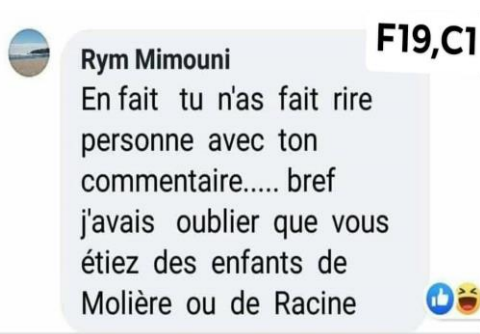 F19,C1
Rym Mimouni
En fait tu n'as fait rire
personne avec ton
commentaire..... bref
j'avais oublier que vous
étiez des enfants de
Molière ou de Racine